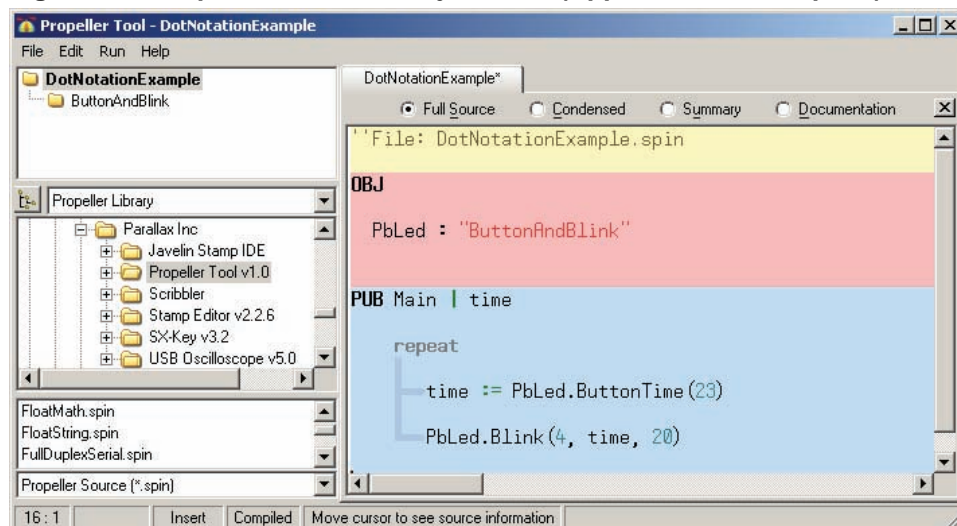 Propeller Tool - DotNotationExample
File Edit Run Help
DotNotationExample
ButtonAndBlink
Propeller Library
Parallax Inc
Javelin Stamp IDE
Propeller Tool v1.0
Scribbler
Stamp Editor v2.2.6
SX-Key v3.2
USB Oscilloscope v5.0
FloatMath.spin
FloatString.spin
FullDuplexSerial.spin
Propeller Source (*.spin)
DotNotationExample*
Full Source Condensed Summary Documentation
''File: DotNotationExample.spin
OBJ
PbLed : "ButtonAndBlink"
PUB Main | time
repeat
time := PbLed.ButtonTime(23)
PbLed.Blink(4, time, 20)
16 : 1 Insert Compiled Move cursor to see source information